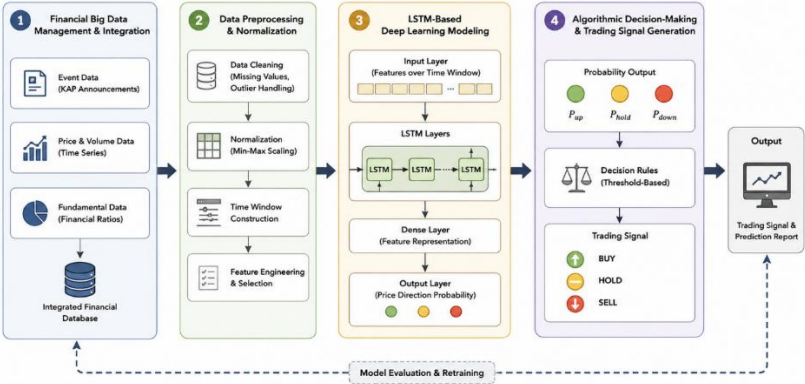 1
Financial Big Data
Management & Integration
Event Data
(KAP Announcements)
Price & Volume Data
(Time Series)
Fundamental Data
(Financial Ratios)
Integrated Financial
Database
2
Data Preprocessing
& Normalization
Data Cleaning
(Missing Values,
Outlier Handling)
Normalization
(Min-Max Scaling)
Time Window
Construction
Feature Engineering
& Selection
3
LSTM-Based
Deep Learning Modeling
Input Layer
(Features over Time Window)
...
LSTM Layers
LSTM LSTM LSTM
Dense Layer
(Feature Representation)
Output Layer
(Price Direction Probability)
4
Algorithmic Decision-Making
& Trading Signal Generation
Probability Output
P_up P_hold P_down
Decision Rules
(Threshold-Based)
Trading Signal
BUY
HOLD
SELL
Output
Trading Signal &
Prediction Report
Model Evaluation & Retraining